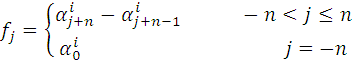 f_j = { α^i_{j+n} − α^i_{j+n−1}    − n < j ≤ n
α^i_0    j = −n